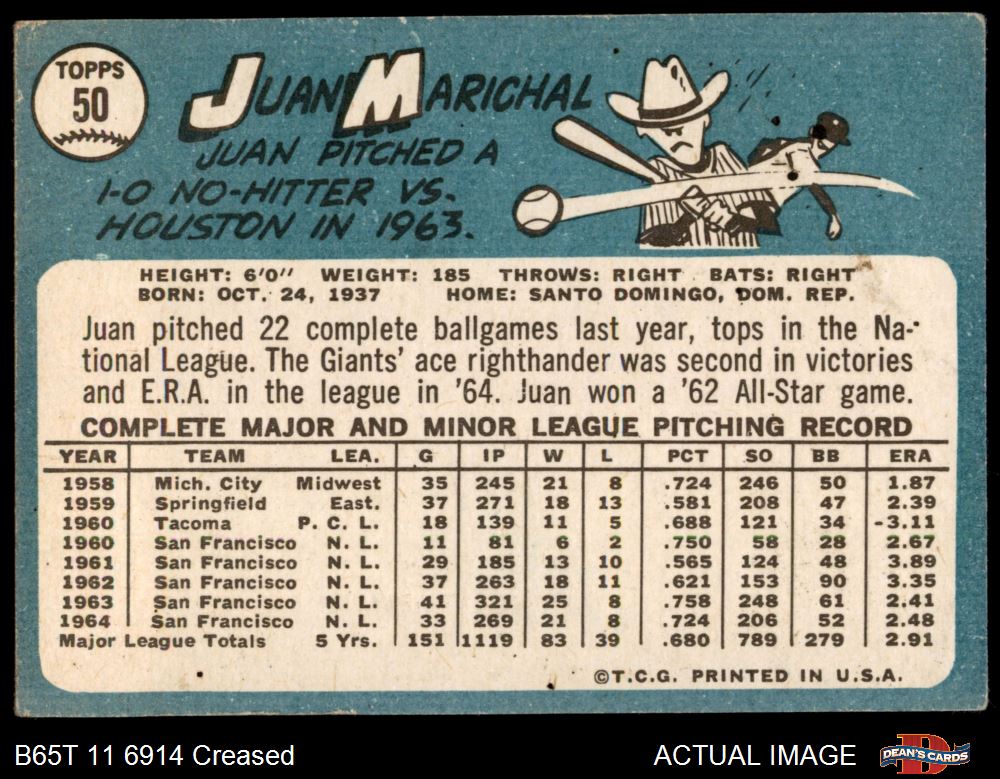 TOPPS
50
JUAN MARICHAL
JUAN PITCHED A
1-0 NO-HITTER VS.
HOUSTON IN 1963.
HEIGHT: 6'0" WEIGHT: 185 THROWS: RIGHT BATS: RIGHT
BORN: OCT. 24, 1937 HOME: SANTO DOMINGO, DOM. REP.
Juan pitched 22 complete ballgames last year, tops in the Na-
tional League. The Giants' ace righthander was second in victories
and E.R.A. in the league in '64. Juan won a '62 All-Star game.
COMPLETE MAJOR AND MINOR LEAGUE PITCHING RECORD
YEAR TEAM LEA. G IP W L PCT SO BB ERA
1958 Mich. City Midwest 35 245 21 8 .724 246 50 1.87
1959 Springfield East. 37 271 18 13 .581 208 47 2.39
1960 Tacoma P. C. L. 18 139 11 5 .688 121 34 -3.11
1960 San Francisco N. L. 11 81 6 2 .750 58 28 2.67
1961 San Francisco N. L. 29 185 13 10 .565 124 48 3.89
1962 San Francisco N. L. 37 263 18 11 .621 153 90 3.35
1963 San Francisco N. L. 41 321 25 8 .758 248 61 2.41
1964 San Francisco N. L. 33 269 21 8 .724 206 52 2.48
Major League Totals 5 Yrs. 151 1119 83 39 .680 789 279 2.91
©T.C.G. PRINTED IN U.S.A.
B65T 11 6914 Creased
ACTUAL IMAGE
DEAN'S CARDS